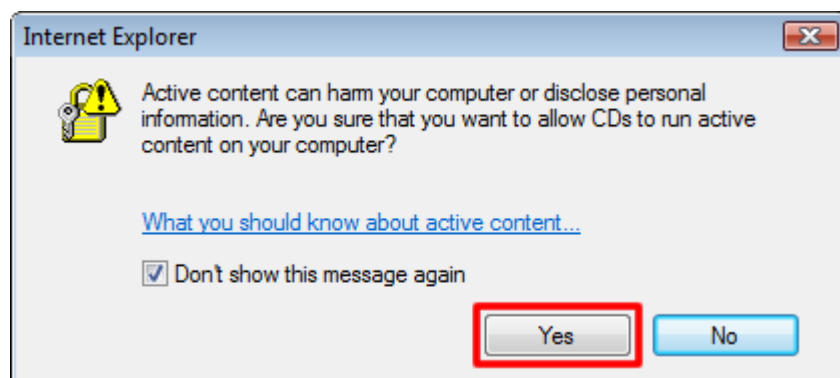 Internet Explorer
Active content can harm your computer or disclose personal
information. Are you sure that you want to allow CDs to run active
content on your computer?
What you should know about active content...
Don't show this message again
Yes No